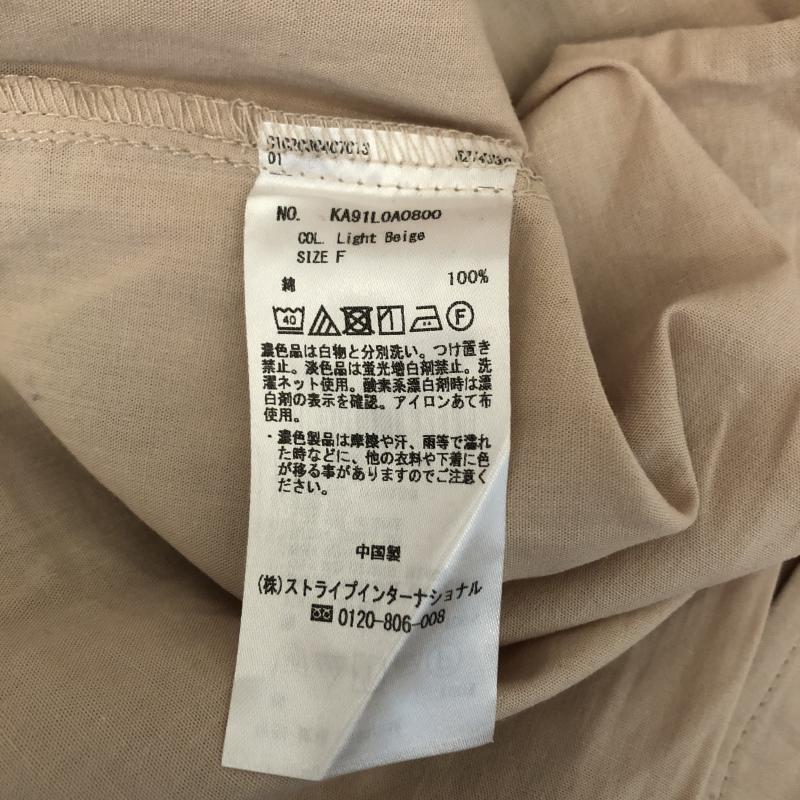 01
NO. KA91L0A0800
COL. Light Beige
SIZE F
綿 100%
40
F
濃色品は白物と分別洗い。つけ置き
禁止。淡色品は蛍光増白剤禁止。洗
濯ネット使用。酸素系漂白剤時は漂
白剤の表示を確認。アイロンあて布
使用。
・濃色製品は摩擦や汗、雨等で濡れ
た時などに、他の衣料や下着に色
が移る事がありますのでご注意く
ださい。
中国製
(株)ストライプインターナショナル
0120-806-008